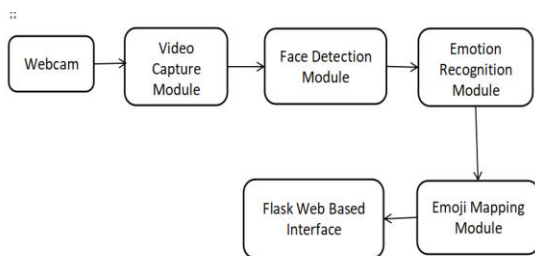 ::
Webcam
Video
Capture
Module
Face Detection
Module
Emotion
Recognition
Module
Flask Web Based
Interface
Emoji Mapping
Module